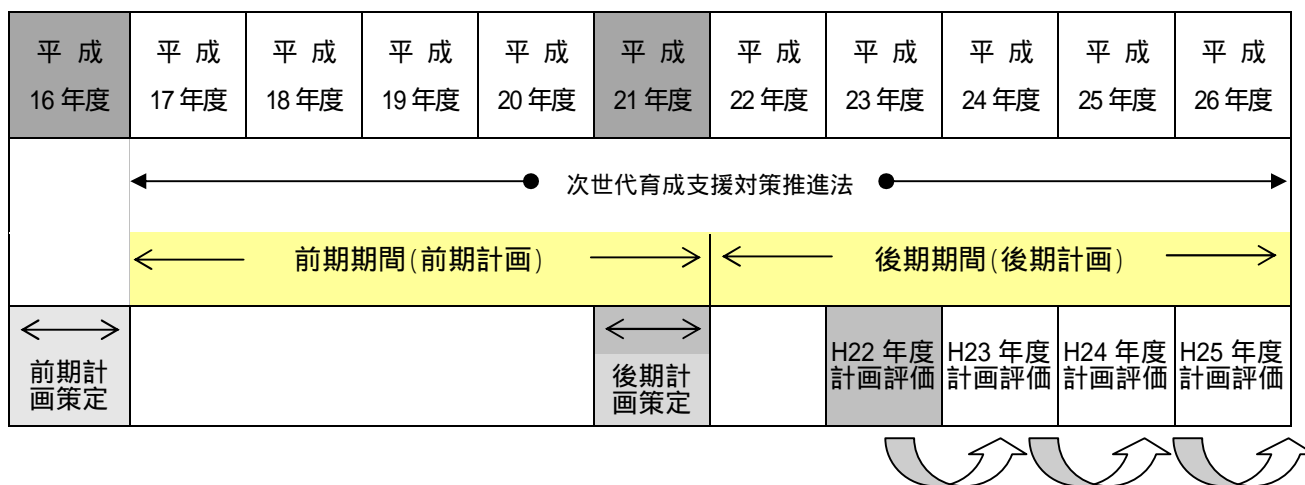 平成 平成 平成 平成 平成 平成 平成 平成 平成 平成 平成
16年度 17年度 18年度 19年度 20年度 21年度 22年度 23年度 24年度 25年度 26年度
次世代育成支援対策推進法
前期期間(前期計画) 後期期間(後期計画)
前期計
画策定
後期計
画策定
H22年度 H23年度 H24年度 H25年度
計画評価 計画評価 計画評価 計画評価